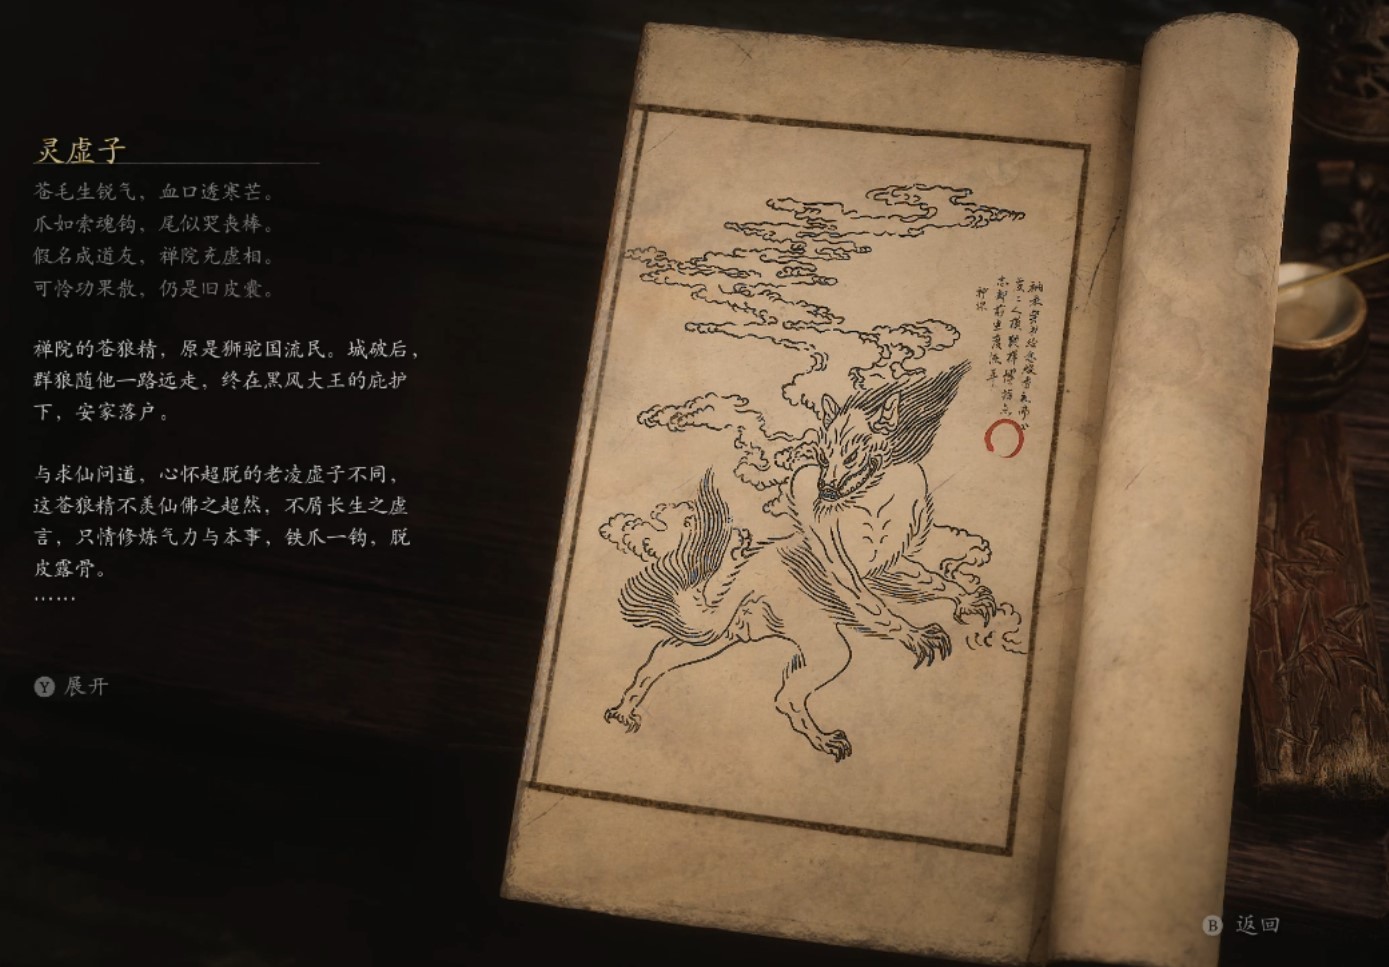 灵虚子
苍毛生锐气，血口透寒芒。
爪如索魂钩，尾似哭丧棒。
假名成道友，禅院充虚相。
可怜功果散，仍是旧皮囊。
禅院的苍狼精，原是狮驼国流民。城破后，
群狼随他一路远走，终在黑风大王的庇护
下，安家落户。
与求仙问道，心怀超脱的老凌虚子不同，
这苍狼精不羡仙佛之超然，不屑长生之虚
言，只情修炼气力与本事，铁爪一钩，脱
皮露骨。
……
Y 展开
B 返回